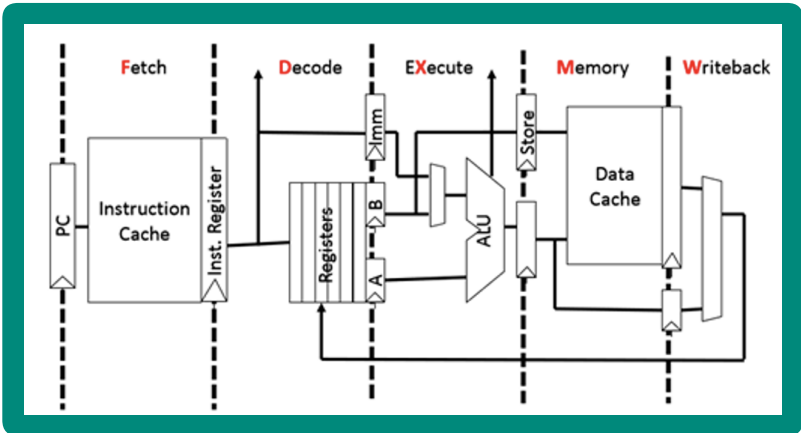 Fetch
Decode
EXecute
Memory
Writeback
PC
Instruction
Cache
Inst. Register
Registers
Imm
B
A
ALU
Store
Data
Cache